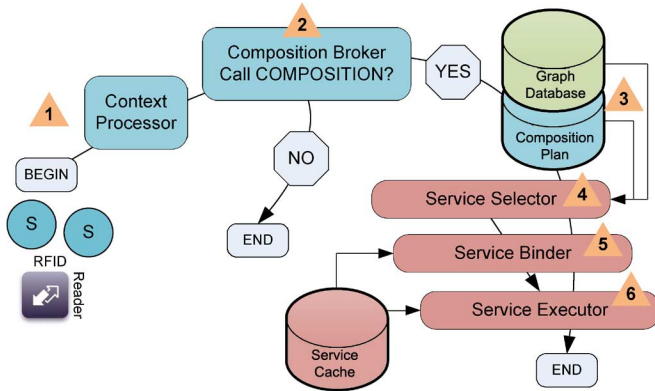 1
2
3
4
5
6
Context
Processor
BEGIN
S
S
RFID
Reader
Composition Broker
Call COMPOSITION?
YES
NO
END
Graph
Database
Composition
Plan
Service Selector
Service Binder
Service Executor
Service
Cache
END